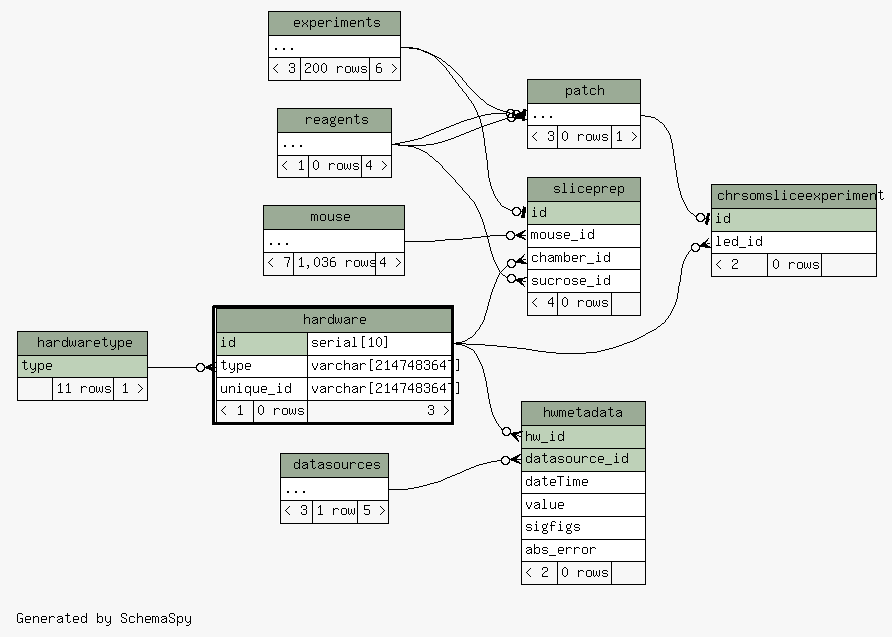 experiments
...
< 3 200 rows 6 >
reagents
...
< 1 0 rows 4 >
mouse
...
< 7 1,036 rows 4 >
patch
...
< 3 0 rows 1 >
sliceprep
id
mouse_id
chamber_id
sucrose_id
< 4 0 rows
chrsomsliceexperiment
id
led_id
< 2 0 rows
hardwaretype
type
11 rows 1 >
hardware
id serial[10]
type varchar[2147483647]
unique_id varchar[2147483647]
< 1 0 rows 3 >
datasources
...
< 3 1 row 5 >
hwmetadata
hw_id
datasource_id
dateTime
value
sigfigs
abs_error
< 2 0 rows
Generated by SchemaSpy